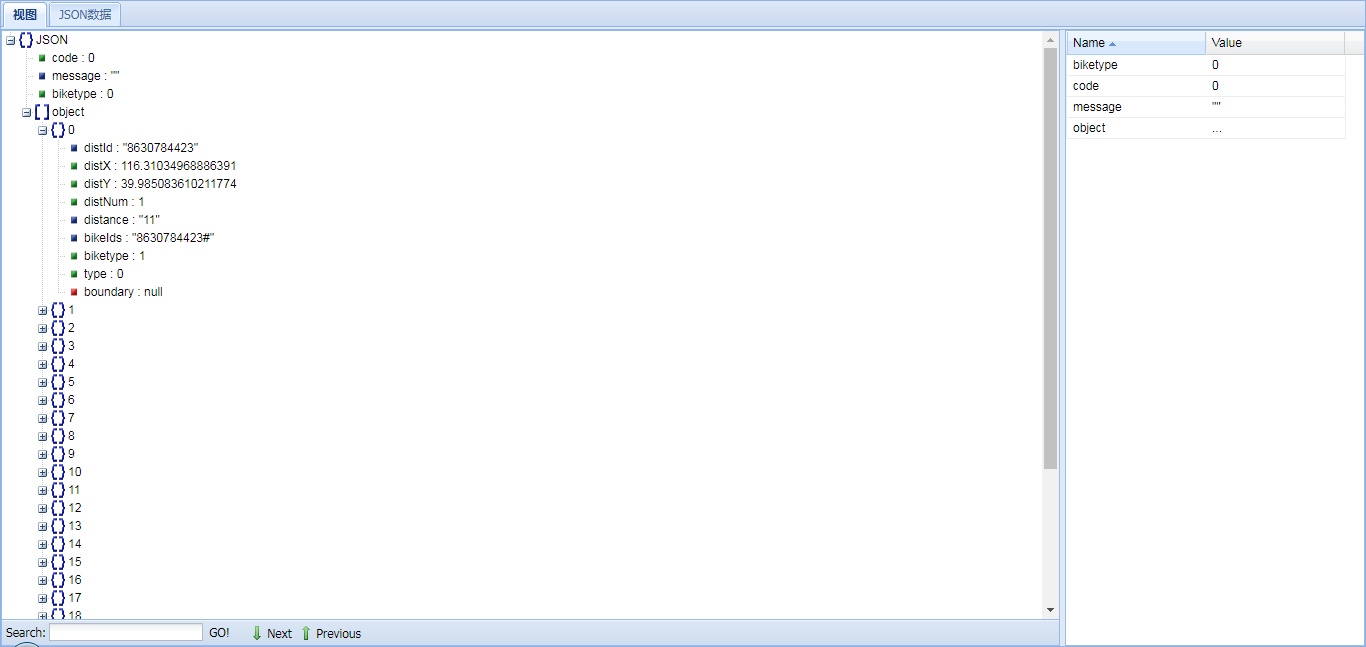 视图 JSON数据
JSON
code : 0
message : ""
biketype : 0
object
0
distId : "8630784423"
distX : 116.31034968886391
distY : 39.985083610211774
distNum : 1
distance : "11"
bikeIds : "8630784423#"
biketype : 1
type : 0
boundary : null
1
2
3
4
5
6
7
8
9
10
11
12
13
14
15
16
17
18
Search: GO! Next Previous
Name Value
biketype 0
code 0
message ""
object ...